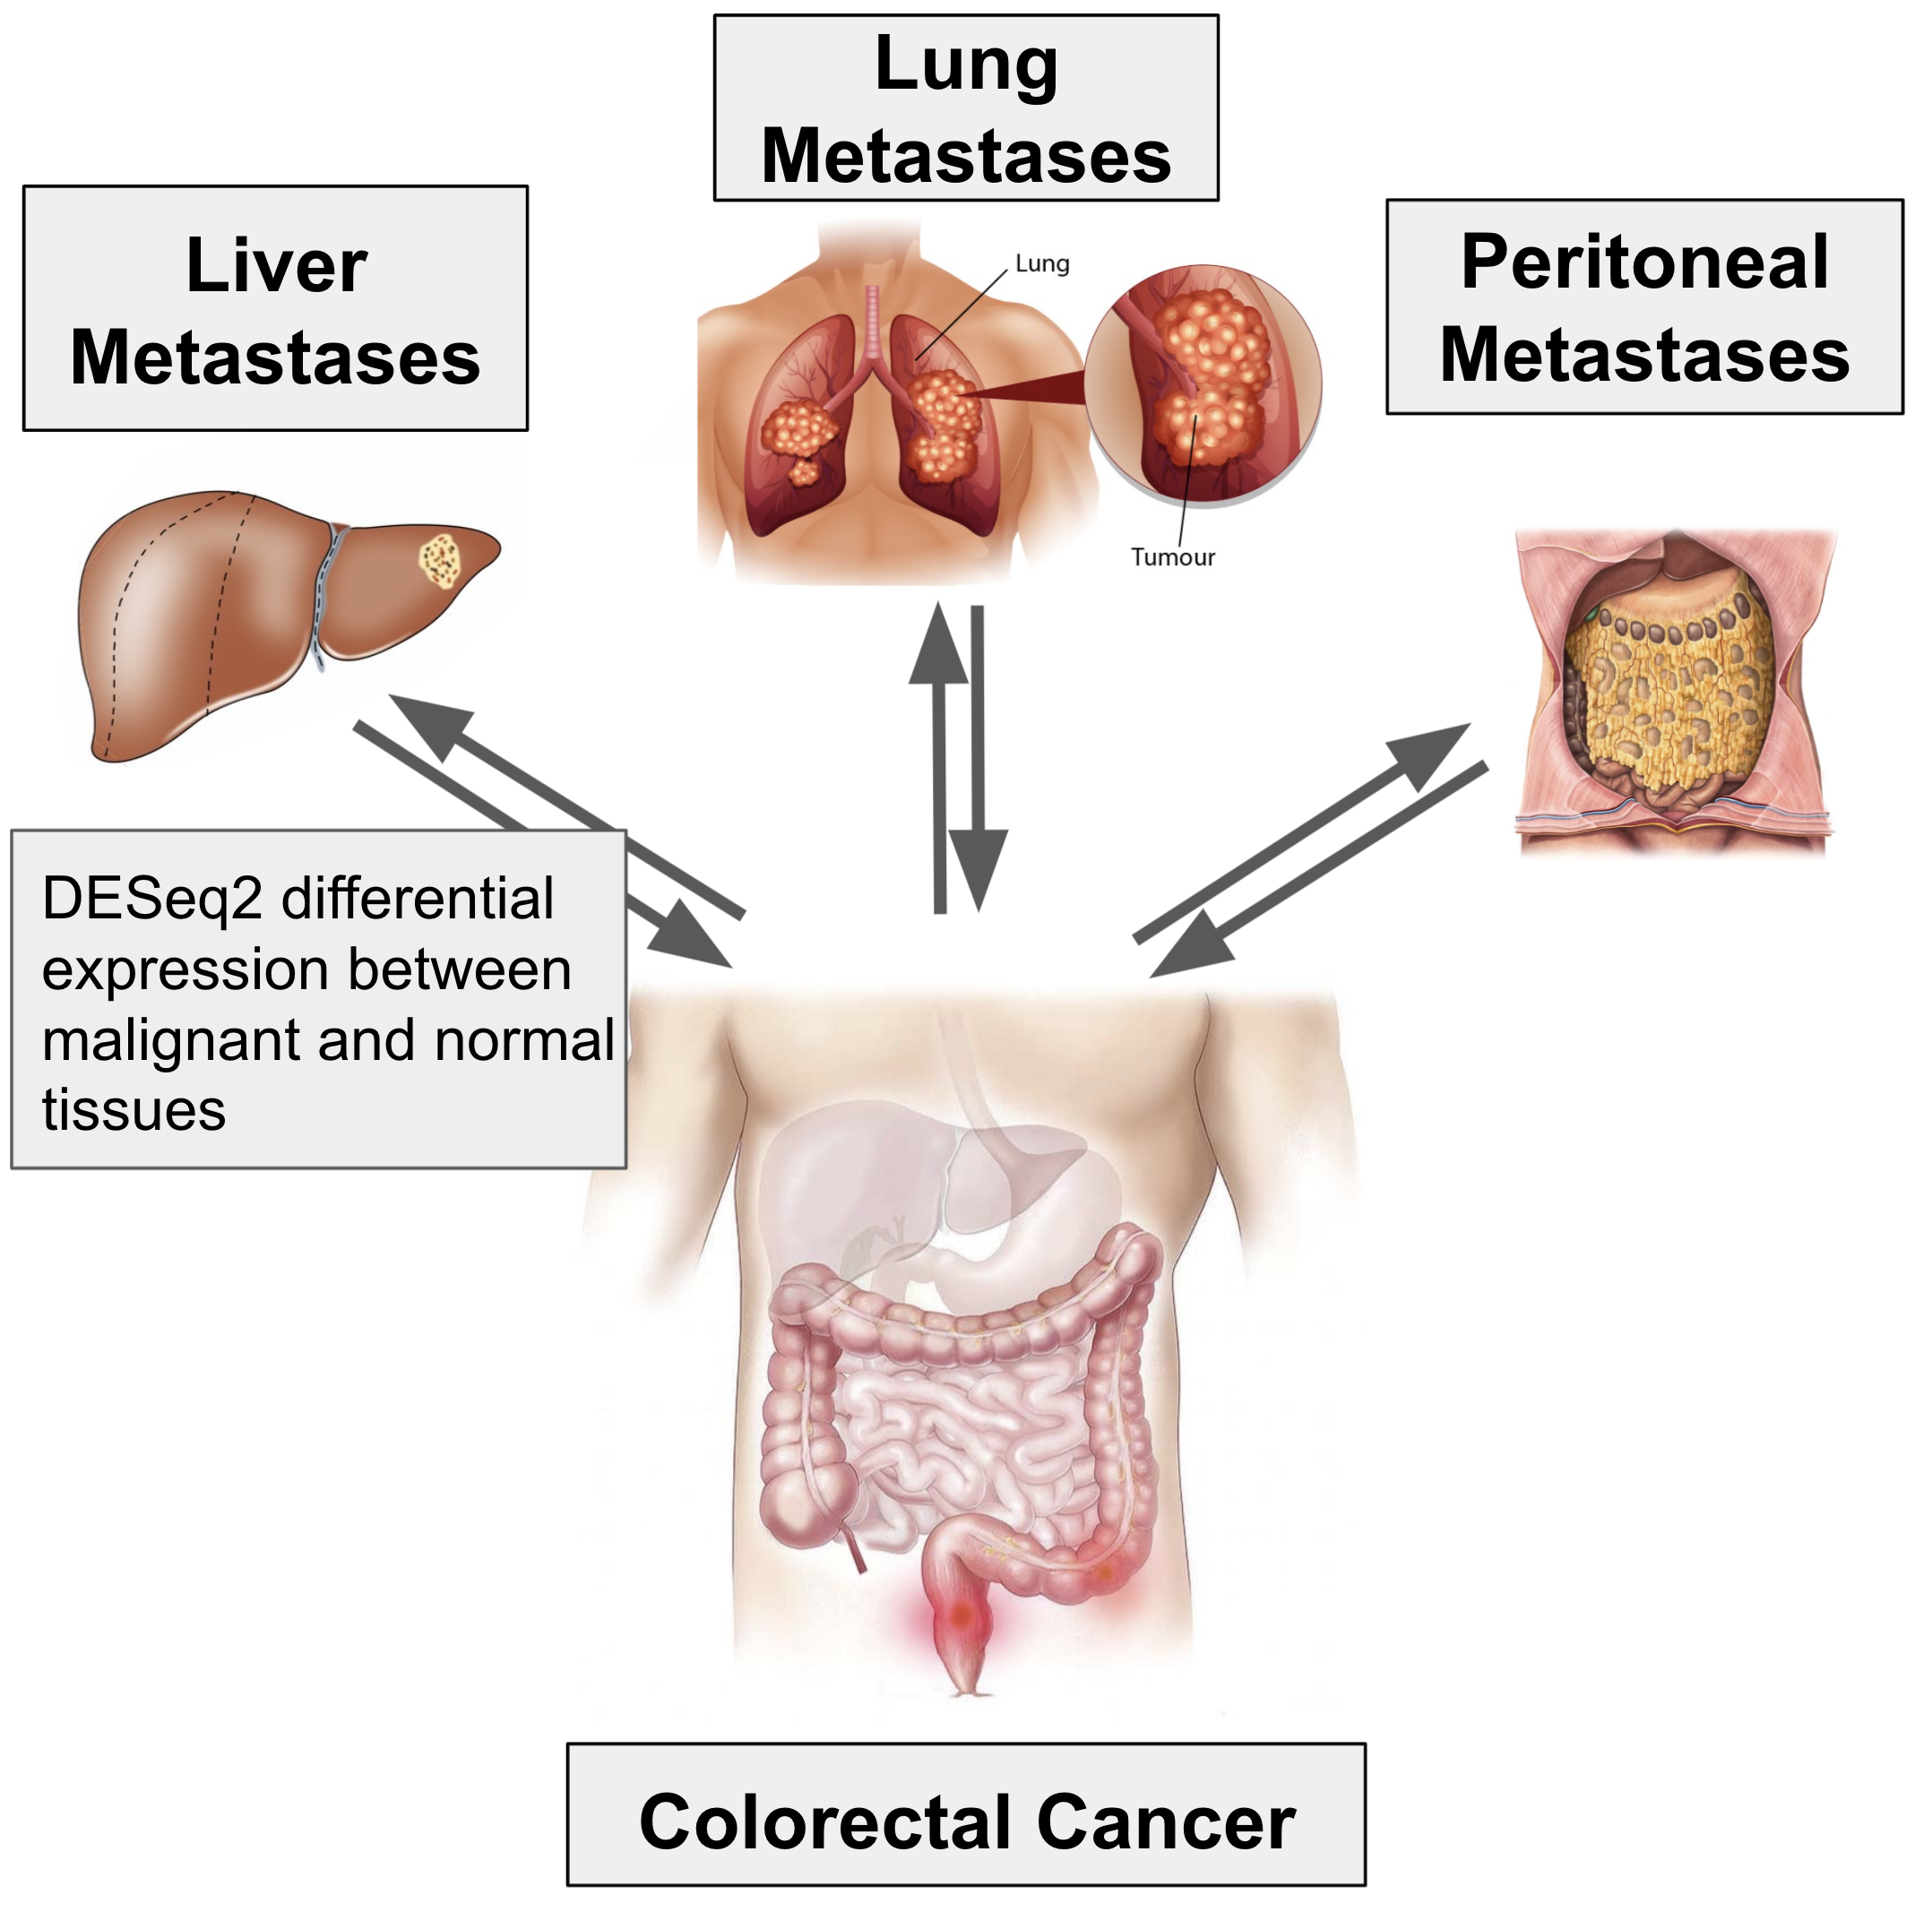 Lung
Metastases
Liver
Metastases
Peritoneal
Metastases
Lung
Tumour
DESeq2 differential
expression between
malignant and normal
tissues
Colorectal Cancer